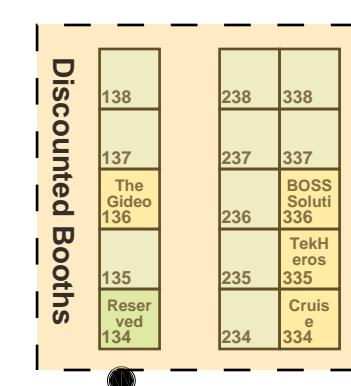 Discounted Booths
138
238
338
137
237
337
The
Gideo
136
236
BOSS
Soluti
336
135
235
TekH
eros
335
Reser
ved
134
234
Cruis
e
334